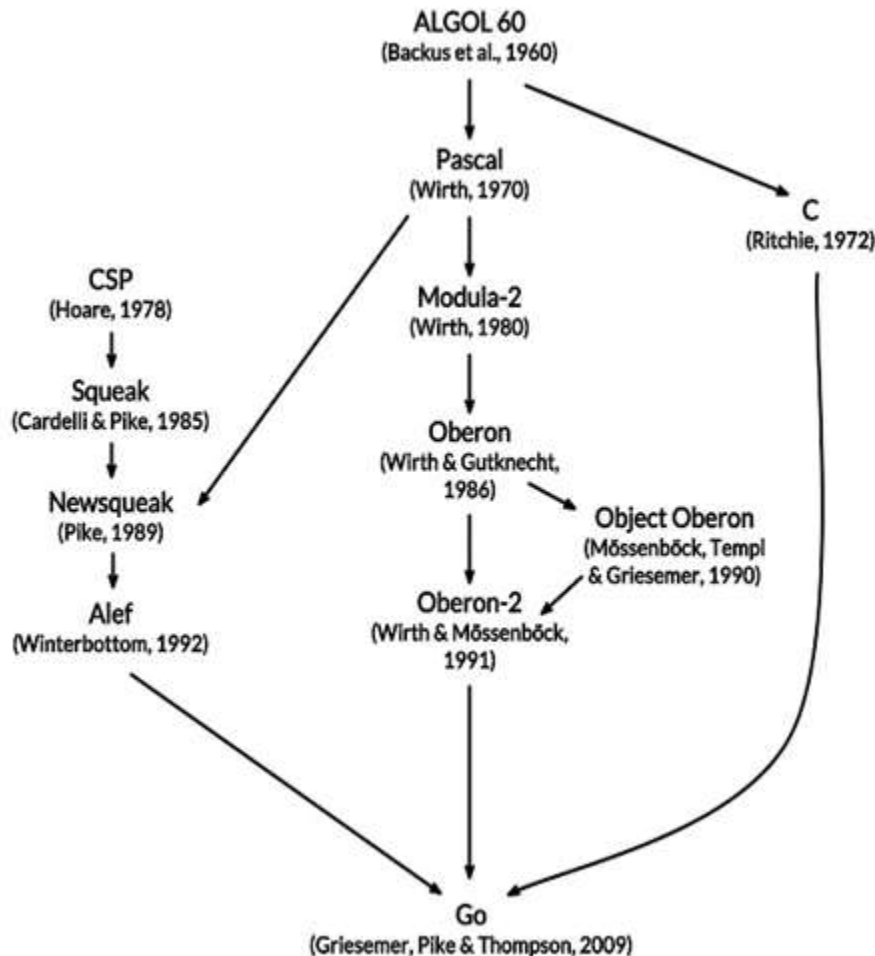 ALGOL 60
(Backus et al., 1960)
Pascal
(Wirth, 1970)
C
(Ritchie, 1972)
CSP
(Hoare, 1978)
Modula-2
(Wirth, 1980)
Squeak
(Cardelli & Pike, 1985)
Oberon
(Wirth & Gutknecht,
1986)
Newsqueak
(Pike, 1989)
Object Oberon
(Mössenböck, Templ
& Griesemer, 1990)
Oberon-2
(Wirth & Mössenböck,
1991)
Alef
(Winterbottom, 1992)
Go
(Griesemer, Pike & Thompson, 2009)